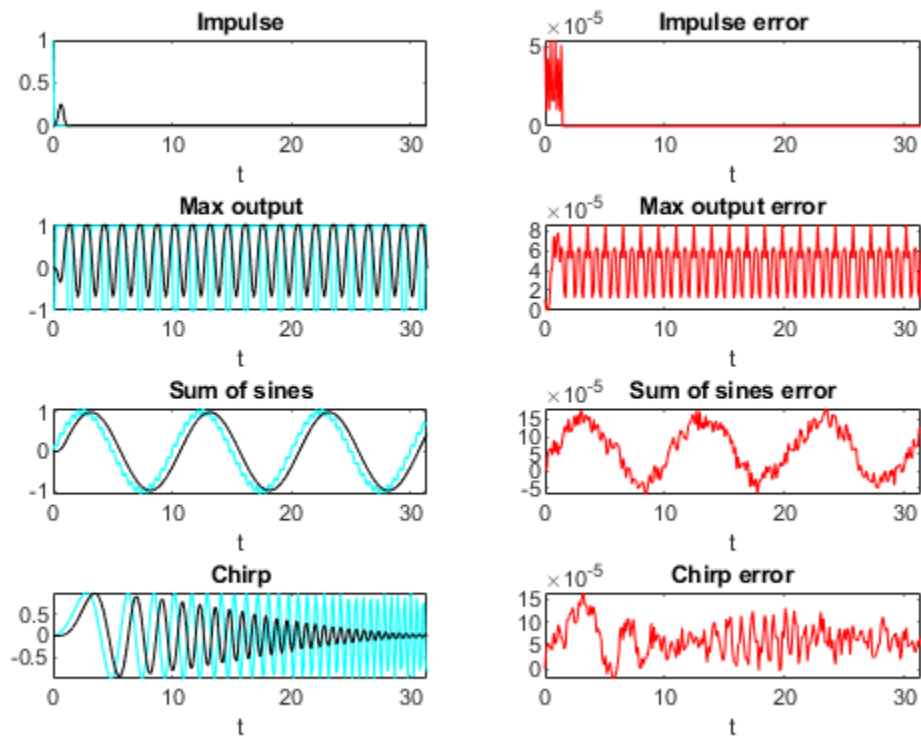 Impulse
1
0.5
0
0 10 20 30
t
Impulse error
×10-5
5
0
0 10 20 30
t
Max output
1
0
-1
0 10 20 30
t
Max output error
×10-5
8
6
4
2
0
0 10 20 30
t
Sum of sines
1
0
-1
0 10 20 30
t
Sum of sines error
×10-5
15
10
5
0
-5
0 10 20 30
t
Chirp
0.5
0
-0.5
0 10 20 30
t
Chirp error
×10-5
15
10
5
0
0 10 20 30
t